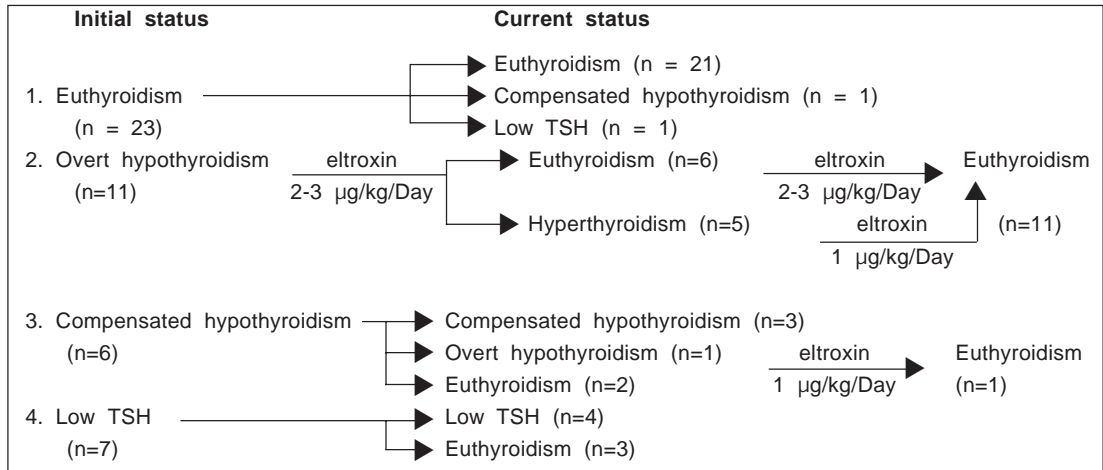 Initial status Current status
Euthyroidism (n = 21)
1. Euthyroidism Compensated hypothyroidism (n = 1)
(n = 23) Low TSH (n = 1)
2. Overt hypothyroidism eltroxin Euthyroidism (n=6) eltroxin Euthyroidism
(n=11) 2-3 µg/kg/Day 2-3 µg/kg/Day
Hyperthyroidism (n=5) eltroxin (n=11)
1 µg/kg/Day
3. Compensated hypothyroidism Compensated hypothyroidism (n=3)
(n=6) Overt hypothyroidism (n=1) eltroxin Euthyroidism
Euthyroidism (n=2) 1 µg/kg/Day (n=1)
4. Low TSH Low TSH (n=4)
(n=7) Euthyroidism (n=3)